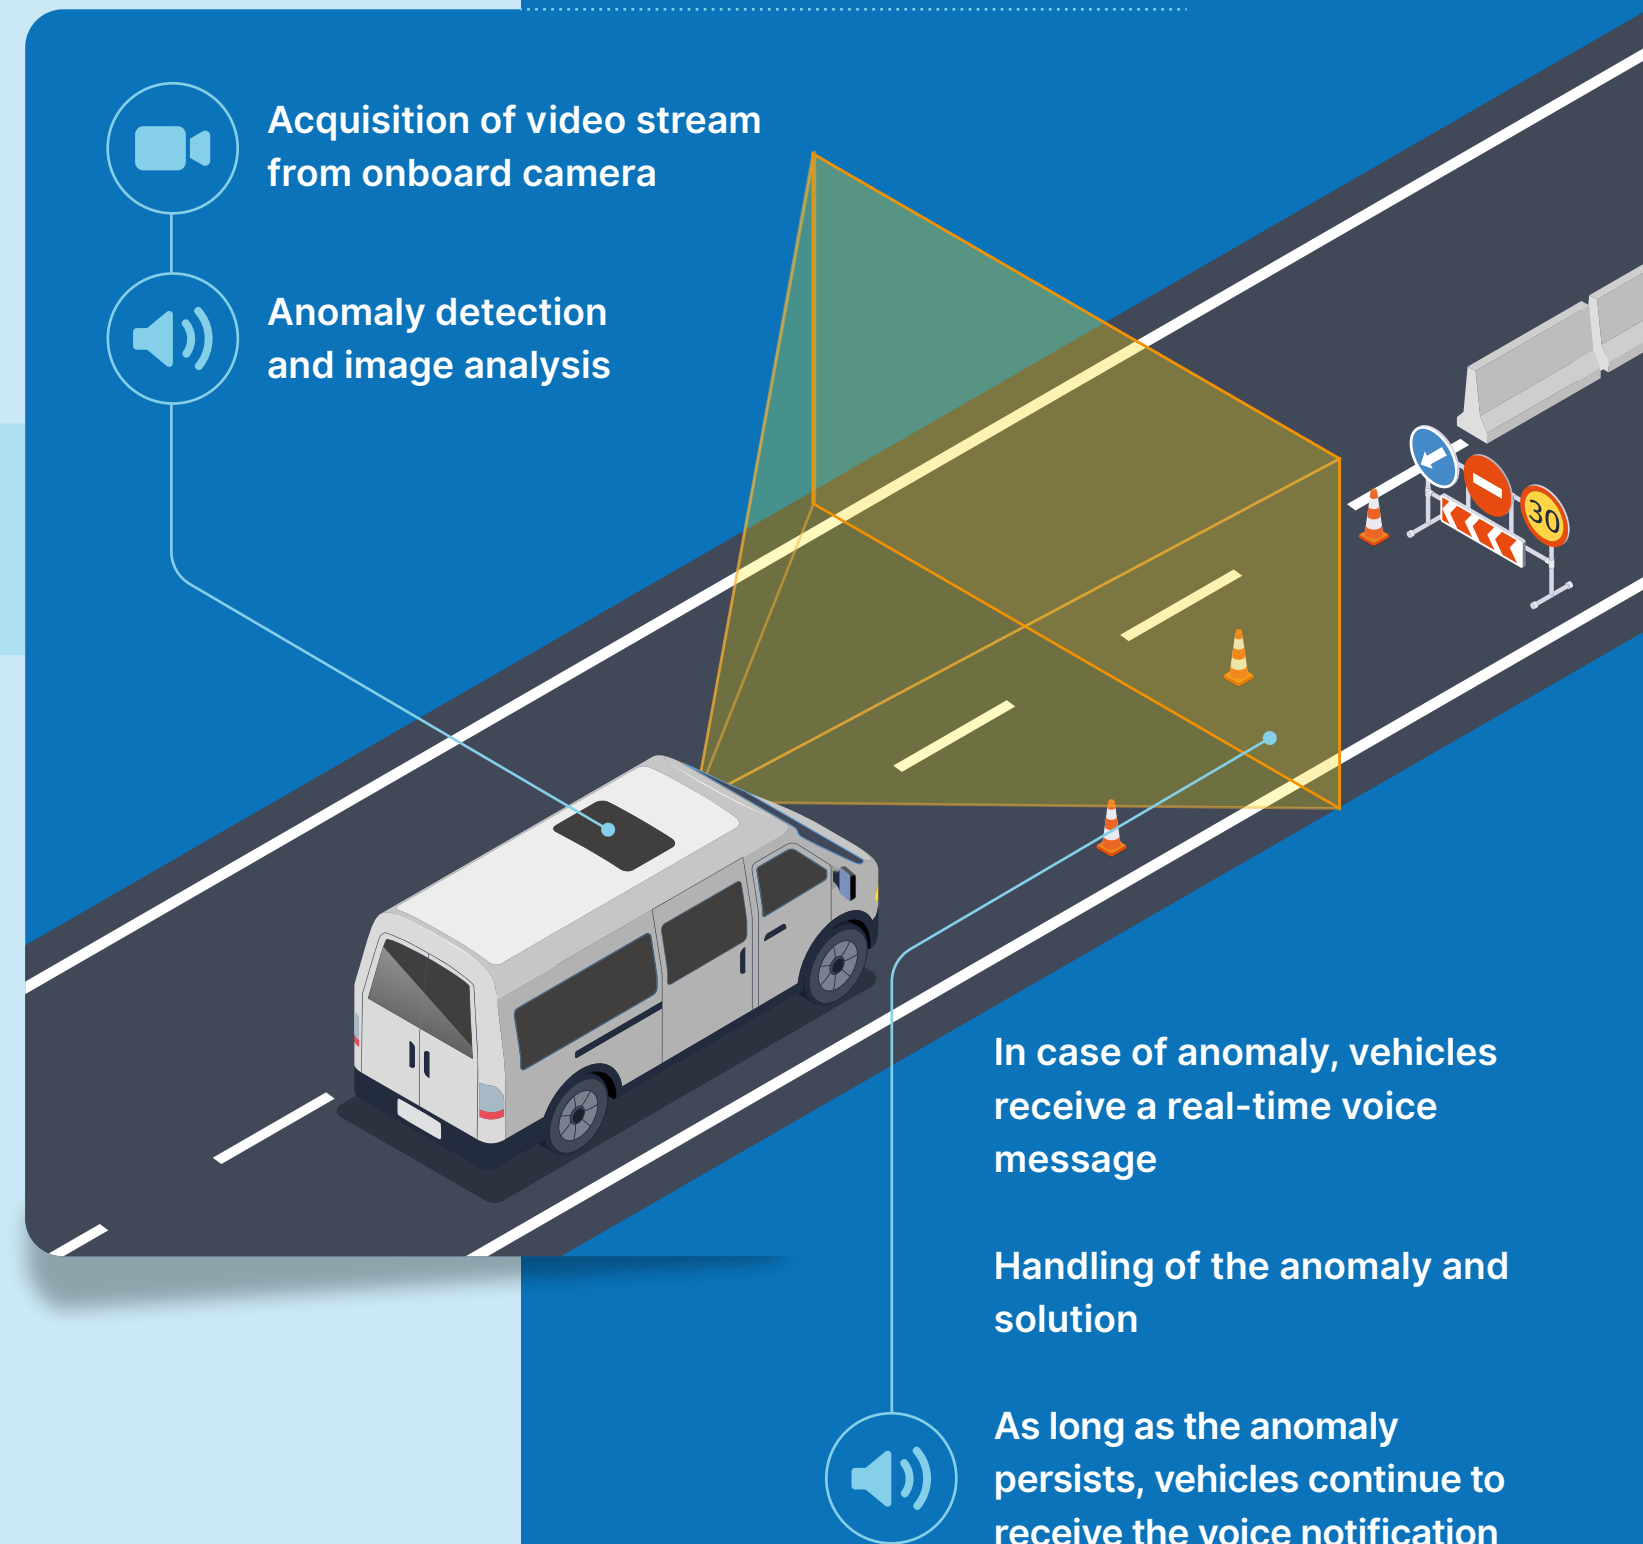 Acquisition of video stream
from onboard camera
Anomaly detection
and image analysis
30
In case of anomaly, vehicles
receive a real-time voice
message
Handling of the anomaly and
solution
As long as the anomaly
persists, vehicles continue to
receive the voice notification